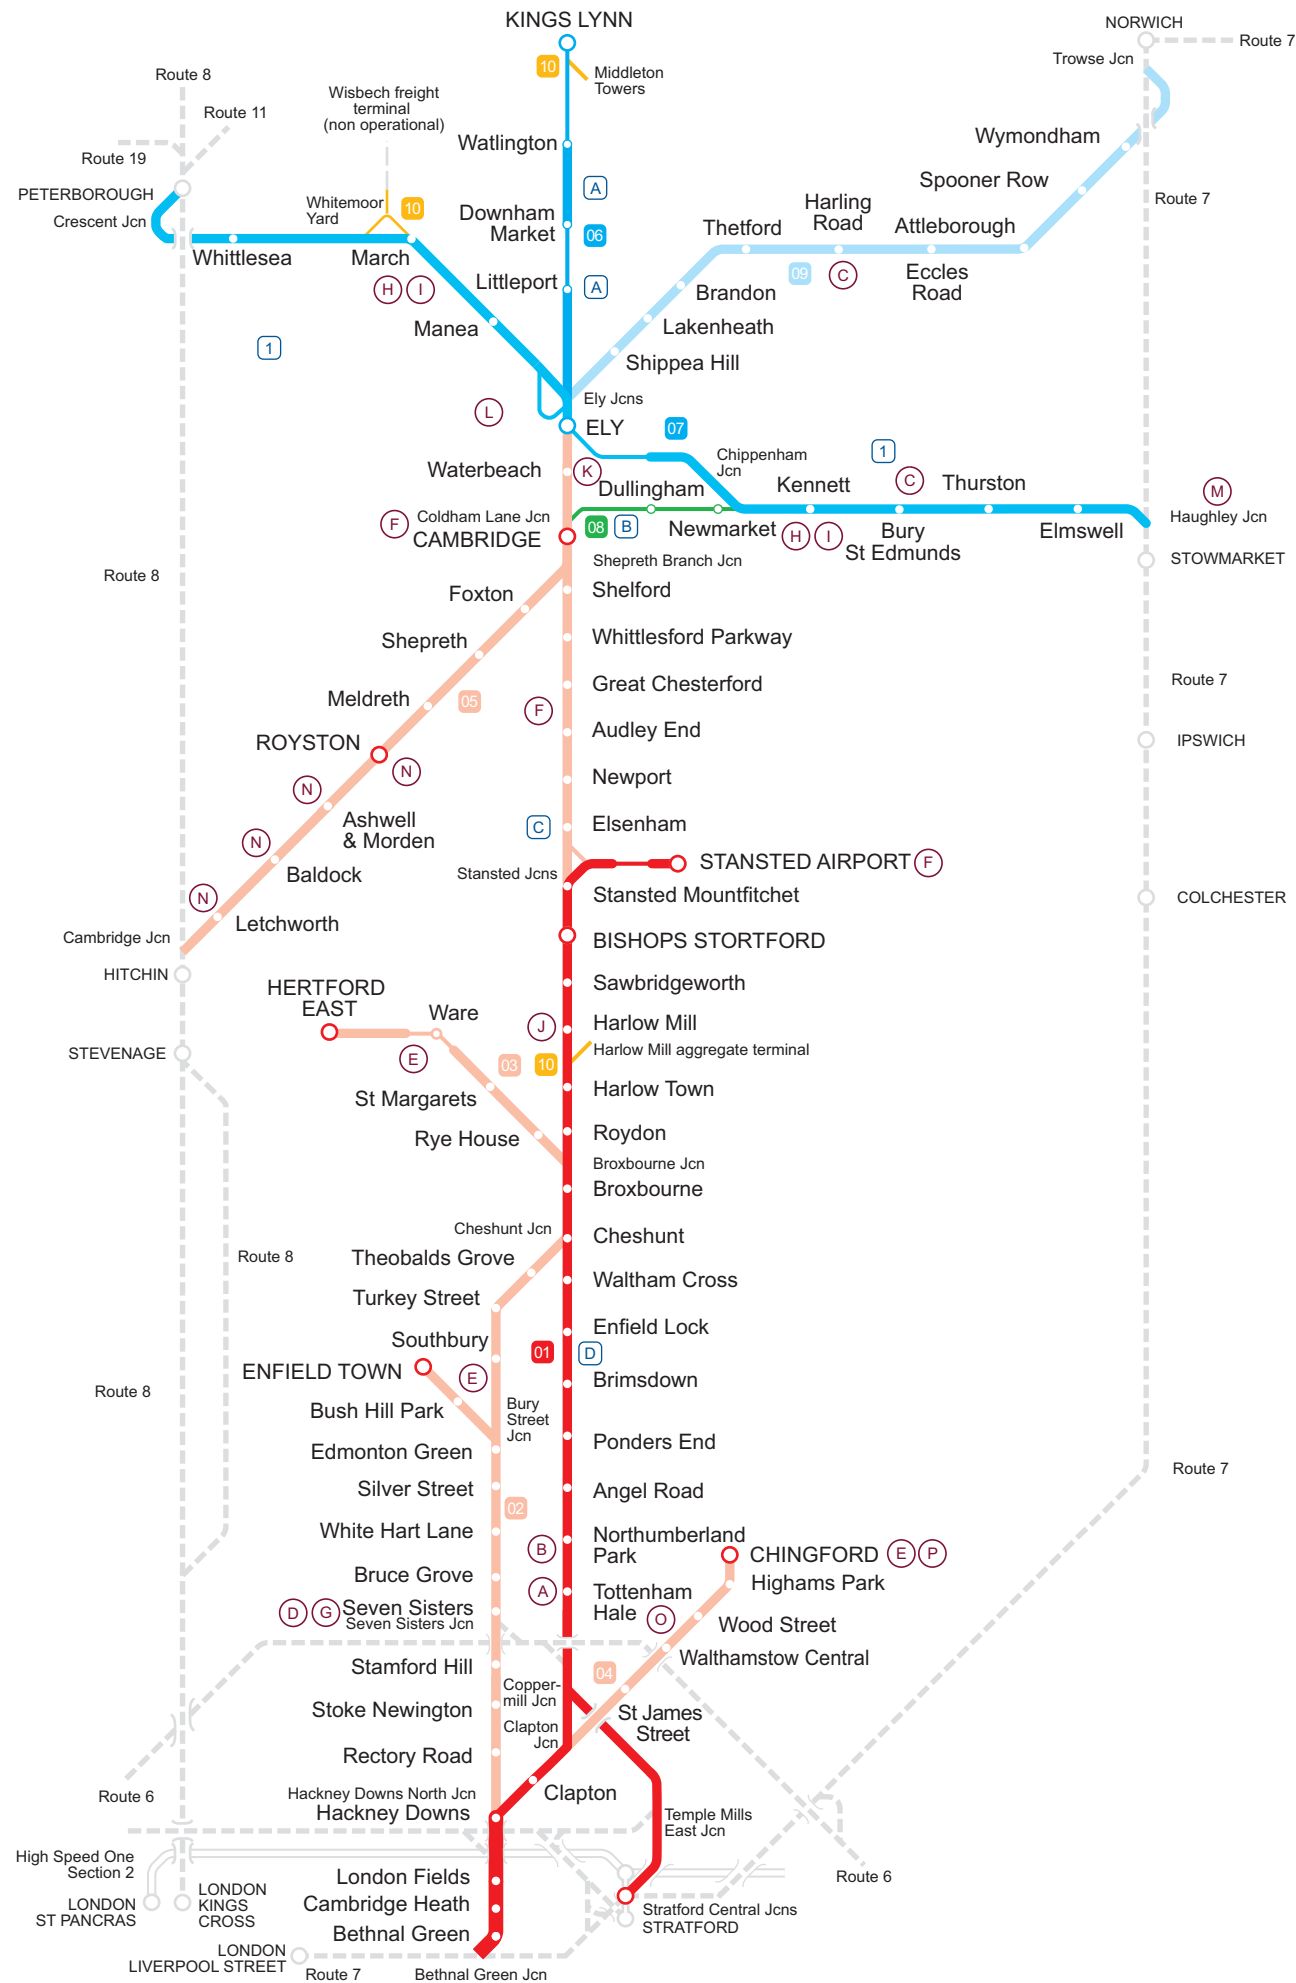 KINGS LYNN
NORWICH
Route 7
Trowse Jcn
10
Middleton
Towers
Route 8
Wisbech freight
terminal
(non operational)
Route 11
Route 19
Watlington
Wymondham
PETERBOROUGH
Crescent Jcn
Whitemoor
Yard
10
A
Downham
Market
06
Spooner Row
Route 7
Harling
Road
Thetford
Attleborough
Whittlesea
March
H
I
Littleport
A
09
C
Eccles
Road
Brandon
Manea
Lakenheath
1
Shippea Hill
L
Ely Jcns
ELY
07
Chippenham
Jcn
1
Waterbeach
K
Dullingham
Kennett
C
Thurston
M
Haughley Jcn
F
Coldham Lane Jcn
CAMBRIDGE
08
B
Newmarket
H
I
Bury
St Edmunds
Elmswell
Shepreth Branch Jcn
STOWMARKET
Route 8
Foxton
Shelford
Shepreth
Whittlesford Parkway
Meldreth
05
Great Chesterford
Route 7
F
Audley End
ROYSTON
N
IPSWICH
Newport
N
Ashwell
& Morden
C
Elsenham
N
Baldock
Stansted Jcns
STANSTED AIRPORT
F
Stansted Mountfitchet
COLCHESTER
N
Letchworth
Cambridge Jcn
BISHOPS STORTFORD
HITCHIN
HERTFORD
EAST
Sawbridgeworth
Ware
J
Harlow Mill
STEVENAGE
E
03
10
Harlow Mill aggregate terminal
St Margarets
Harlow Town
Rye House
Roydon
Broxbourne Jcn
Broxbourne
Cheshunt Jcn
Cheshunt
Route 8
Theobalds Grove
Waltham Cross
Turkey Street
Enfield Lock
Southbury
01
D
ENFIELD TOWN
E
Brimsdown
Route 8
Bush Hill Park
Bury
Street
Jcn
Edmonton Green
Ponders End
Route 7
Silver Street
Angel Road
02
White Hart Lane
Northumberland
Park
B
CHINGFORD
E
P
Bruce Grove
Highams Park
A
Tottenham
Hale
D
G
Seven Sisters
Seven Sisters Jcn
O
Wood Street
Walthamstow Central
Stamford Hill
04
Copper-
mill Jcn
Stoke Newington
St James
Street
Clapton
Jcn
Rectory Road
Route 6
Hackney Downs North Jcn
Hackney Downs
Clapton
Temple Mills
East Jcn
High Speed One
Section 2
London Fields
Route 6
LONDON
ST PANCRAS
LONDON
KINGS
CROSS
Cambridge Heath
Stratford Central Jcns
STRATFORD
Bethnal Green
LONDON
LIVERPOOL STREET
Route 7
Bethnal Green Jcn